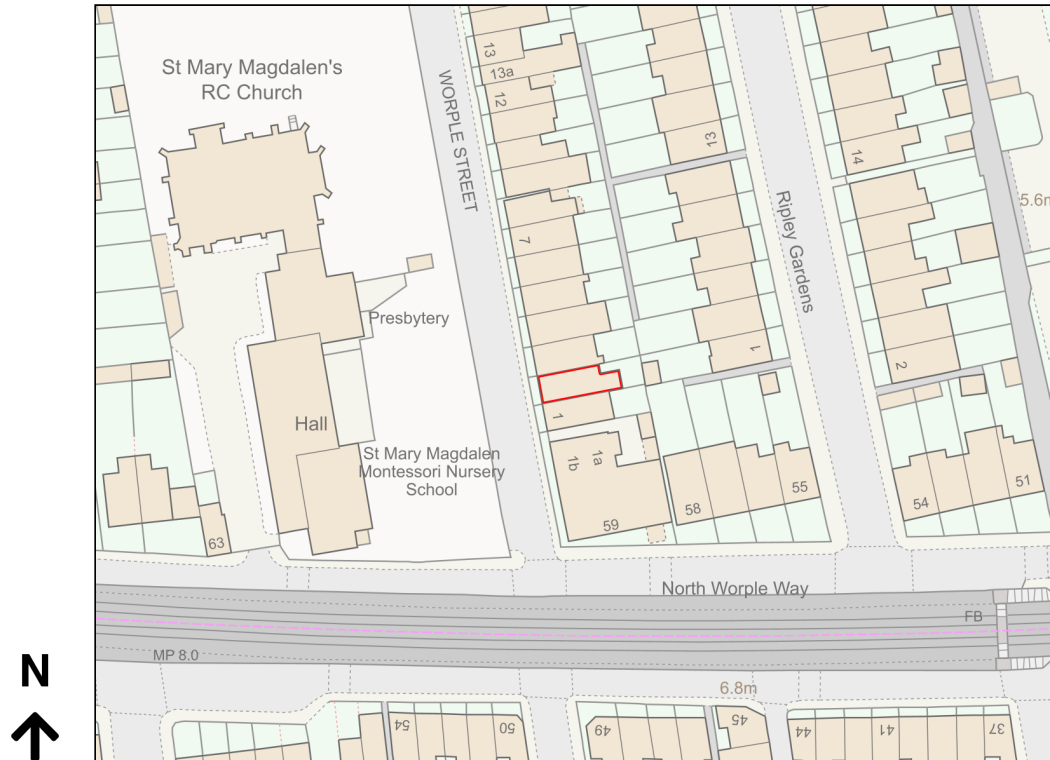 13
13a
12
13
14
St Mary Magdalen's
RC Church
WORPLE STREET
Ripley Gardens
5.6m
7
Presbytery
1
2
Hall
1
St Mary Magdalen
Montessori Nursery
School
1b
1a
59
58
55
54
51
63
North Worple Way
FB
MP 8.0
N
6.8m
54
50
49
45
44
41
37